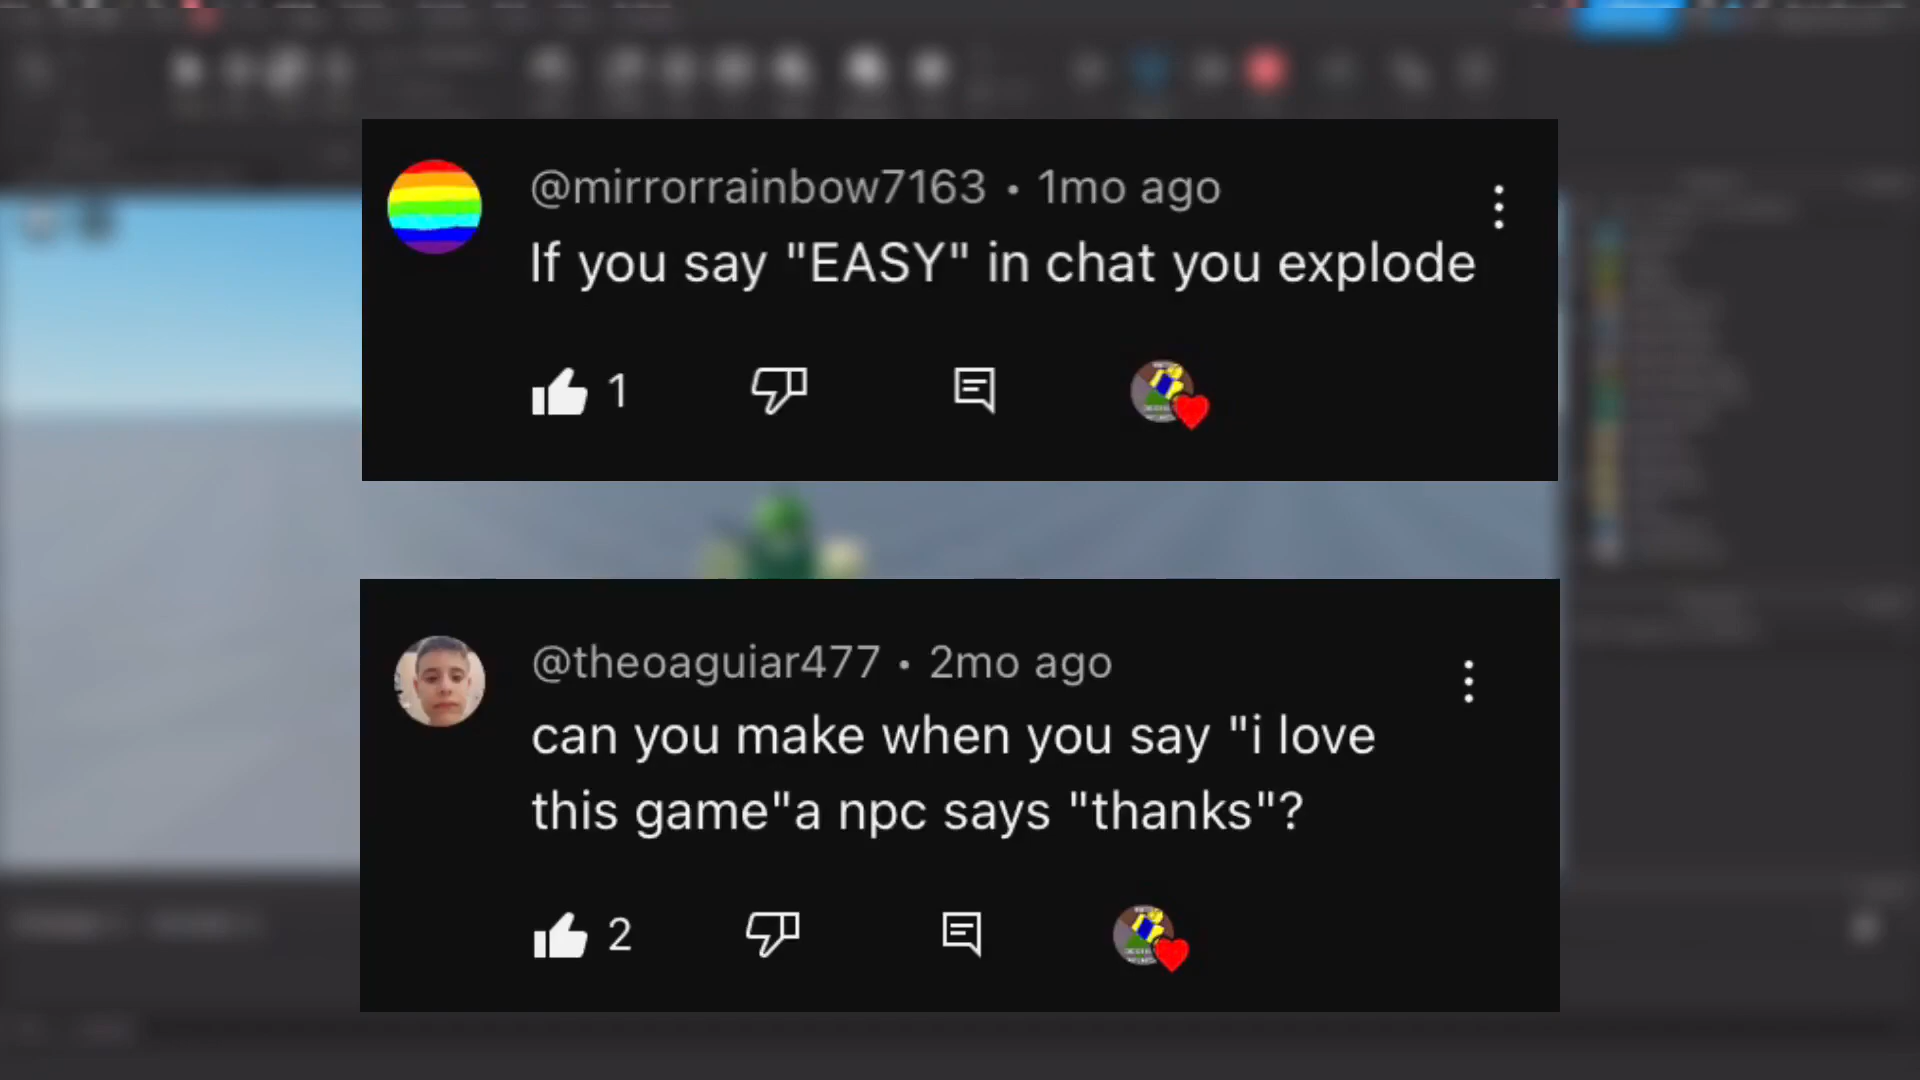 @mirrorrainbow7163 • 1mo ago
If you say "EASY" in chat you explode
1
@theoaguiar477 • 2mo ago
can you make when you say "i love
this game"a npc says "thanks"?
2